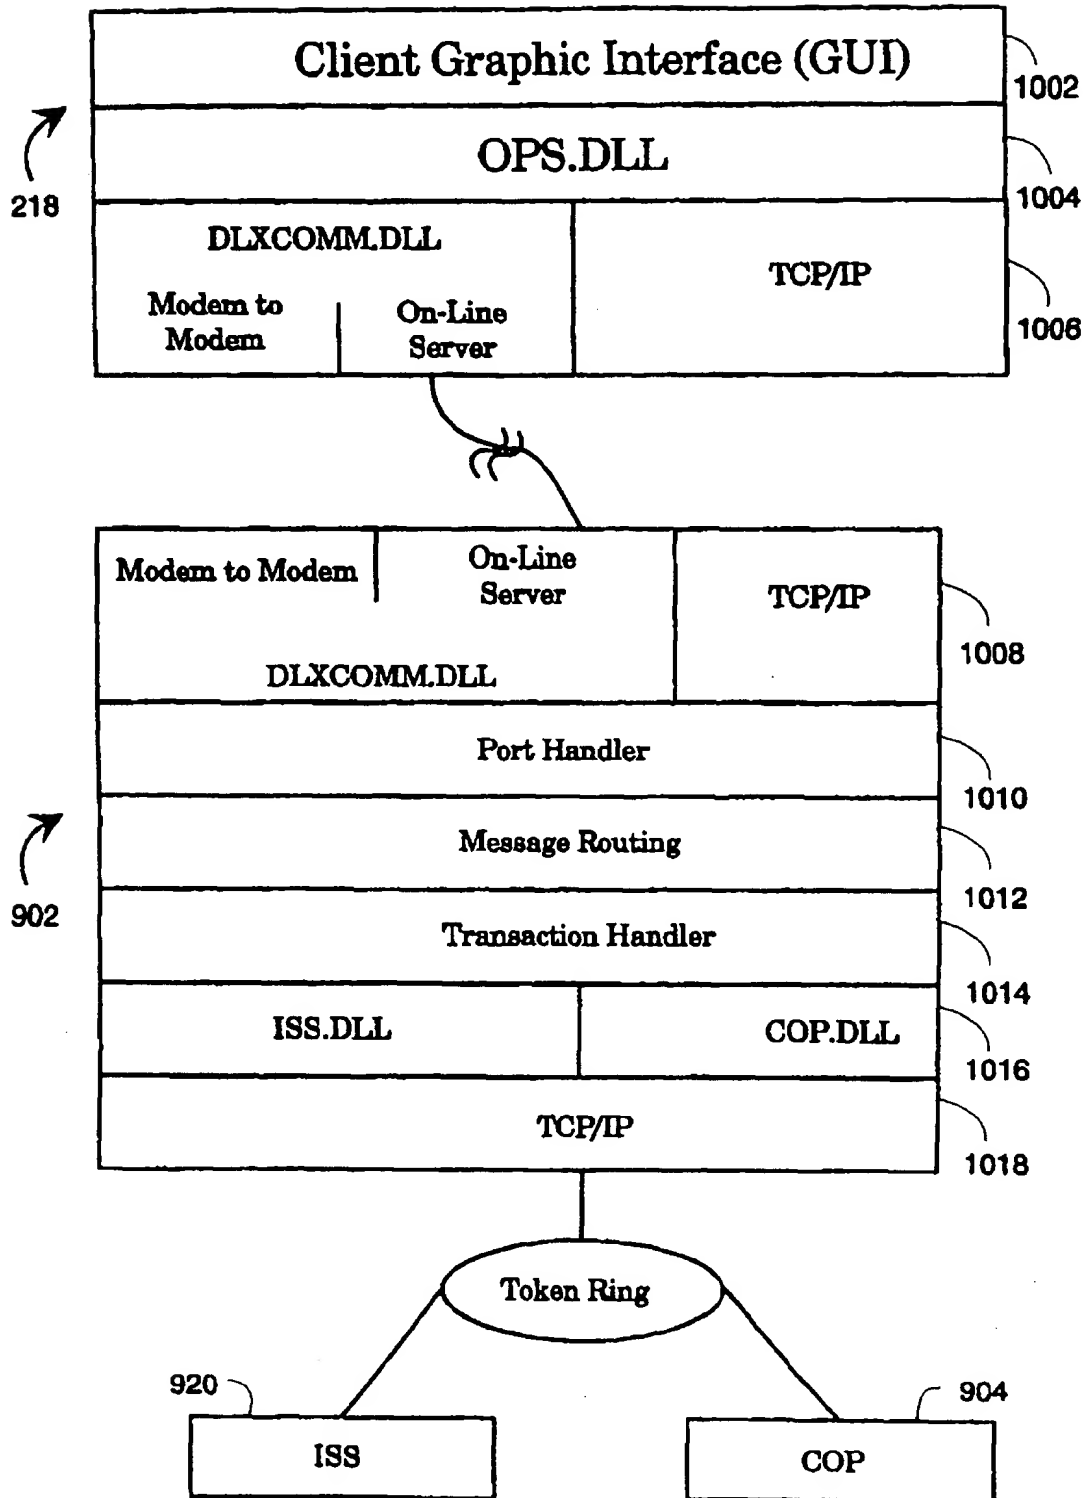 Client Graphic Interface (GUI)
1002
OPS.DLL
1004
218
DLXCOMM.DLL
TCP/IP
Modem to
Modem
On-Line
Server
1006
Modem to Modem
On-Line
Server
TCP/IP
1008
DLXCOMM.DLL
Port Handler
1010
Message Routing
1012
902
Transaction Handler
1014
ISS.DLL
COP.DLL
1016
TCP/IP
1018
Token Ring
920
904
ISS
COP